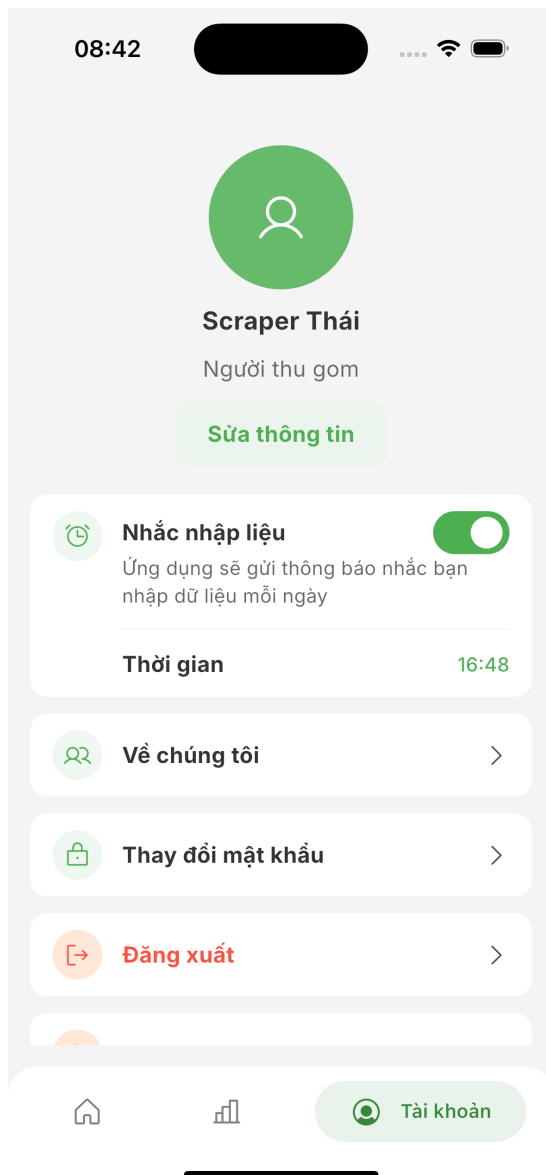 08:42
Scraper Thái
Người thu gom
Sửa thông tin
Nhắc nhập liệu
Ứng dụng sẽ gửi thông báo nhắc bạn
nhập dữ liệu mỗi ngày
Thời gian
16:48
Về chúng tôi
Thay đổi mật khẩu
Đăng xuất
Tài khoản